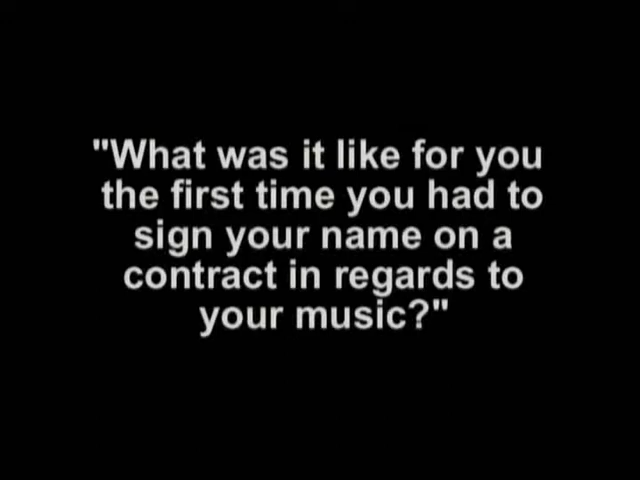 "What was it like for you
the first time you had to
sign your name on a
contract in regards to
your music?"